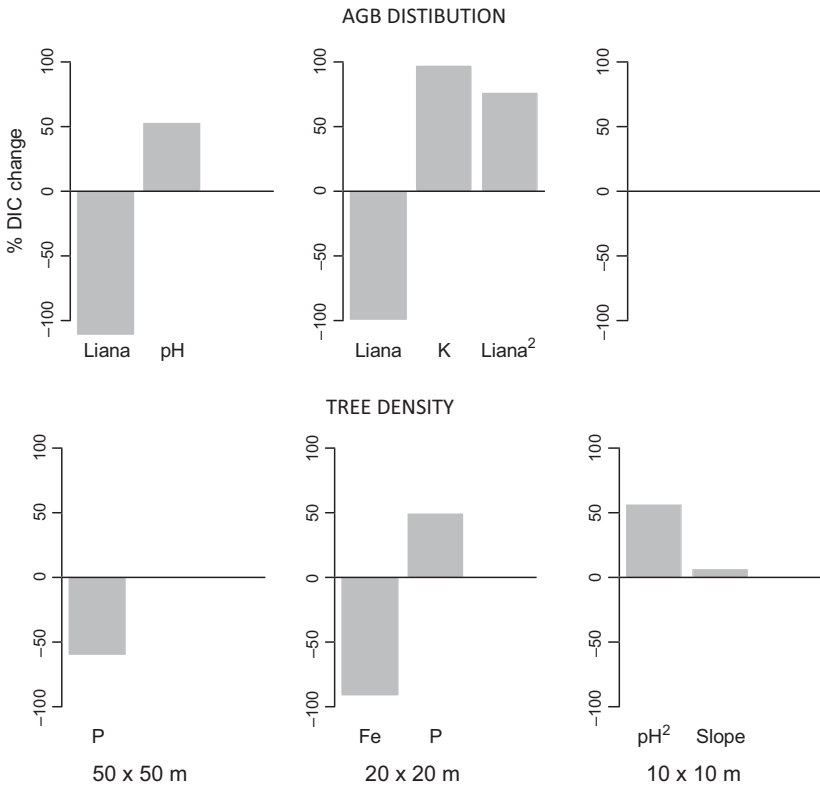 AGB DISTIBUTION
% DIC change
100
50
0
−50
−100
Liana pH
100
50
0
−50
−100
Liana K Liana²
100
50
0
−50
−100
TREE DENSITY
100
50
0
−50
−100
P
50 x 50 m
100
50
0
−50
−100
Fe P
20 x 20 m
100
50
0
−50
−100
pH² Slope
10 x 10 m